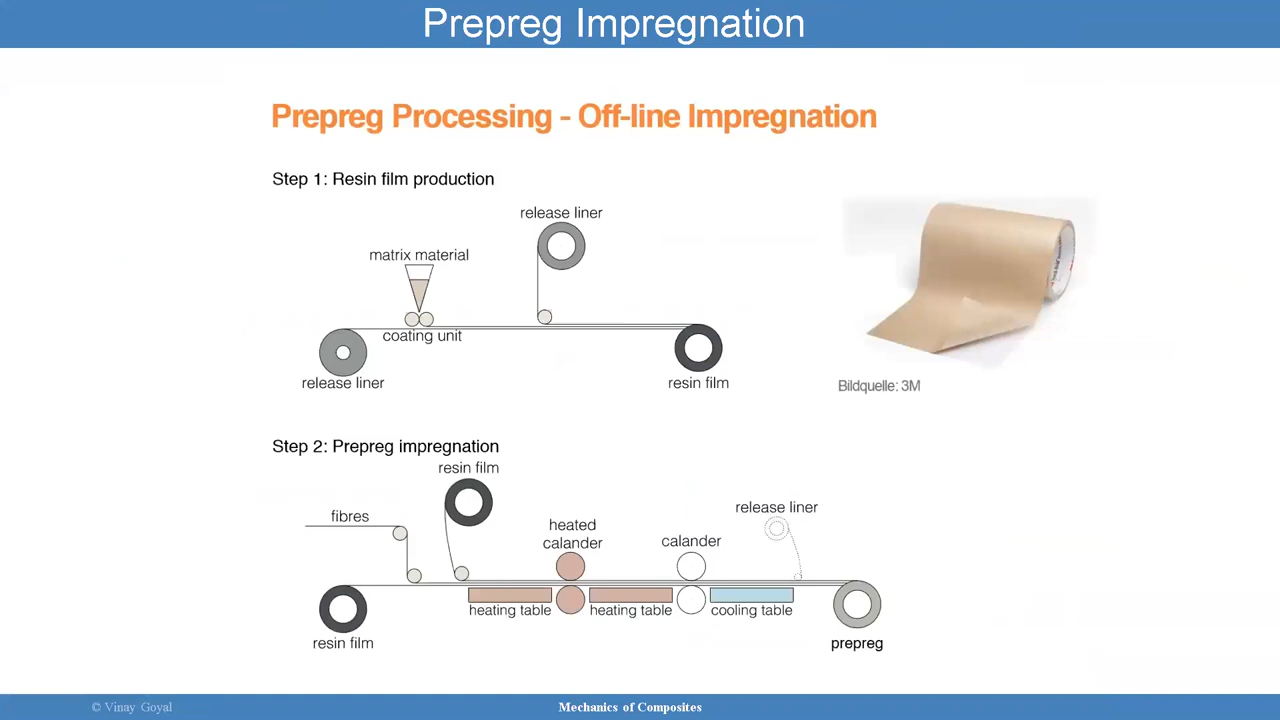 Prepreg Impregnation
Prepreg Processing - Off-line Impregnation
Step 1: Resin film production
release liner
matrix material
coating unit
release liner
resin film
Bildquelle: 3M
Step 2: Prepreg impregnation
resin film
fibres
release liner
heated
calander
calander
heating table
heating table
cooling table
resin film
prepreg
© Vinay Goyal
Mechanics of Composites